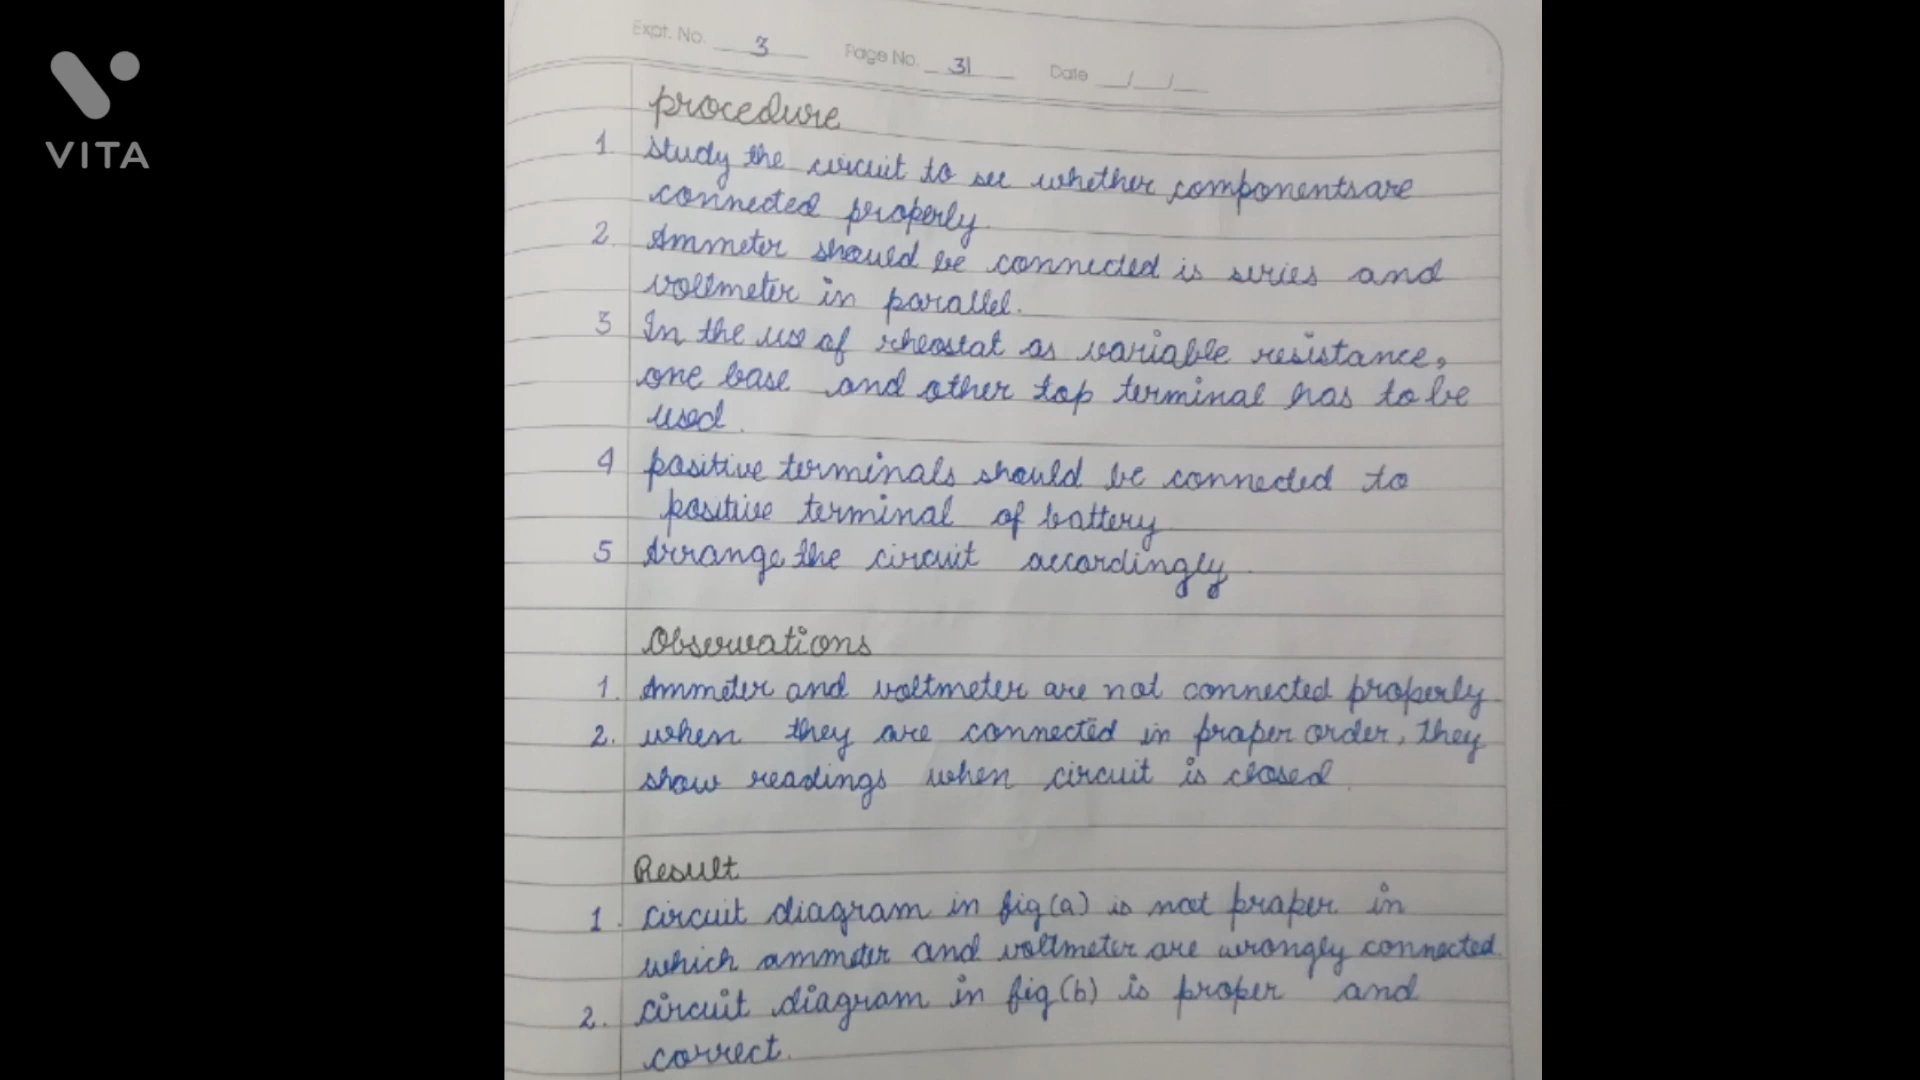 VITA
Expt. No. 3 Page No. 31 Date / /
procedure
1. study the circuit to see whether components are
connected properly.
2. Ammeter should be connected is series and
voltmeter in parallel.
3 In the use of rheostat as variable resistance,
one base and other top terminal has to be
used.
4 positive terminals should be connected to
positive terminal of battery
5 Arrange the circuit accordingly.
Observations
1. Ammeter and voltmeter are not connected properly
2. when they are connected in proper order, they
show readings when circuit is closed.
Result
1. circuit diagram in fig(a) is not proper in
which ammeter and voltmeter are wrongly connected.
2. circuit diagram in fig(b) is proper and
correct.